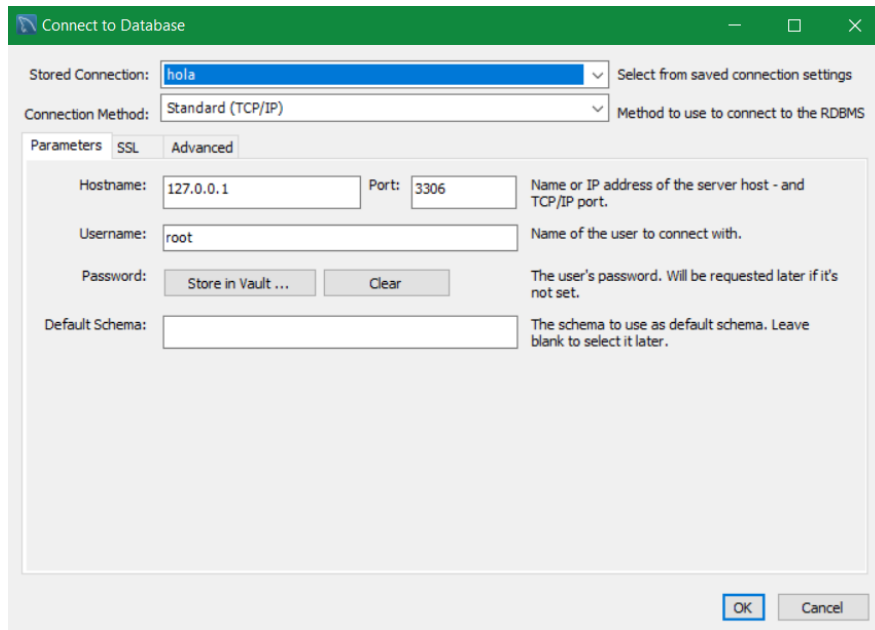 Connect to Database
Stored Connection: hola Select from saved connection settings
Connection Method: Standard (TCP/IP) Method to use to connect to the RDBMS
Parameters SSL Advanced
Hostname: 127.0.0.1 Port: 3306 Name or IP address of the server host - and
TCP/IP port.
Username: root Name of the user to connect with.
Password: Store in Vault ... Clear The user's password. Will be requested later if it's
not set.
Default Schema: The schema to use as default schema. Leave
blank to select it later.
OK Cancel